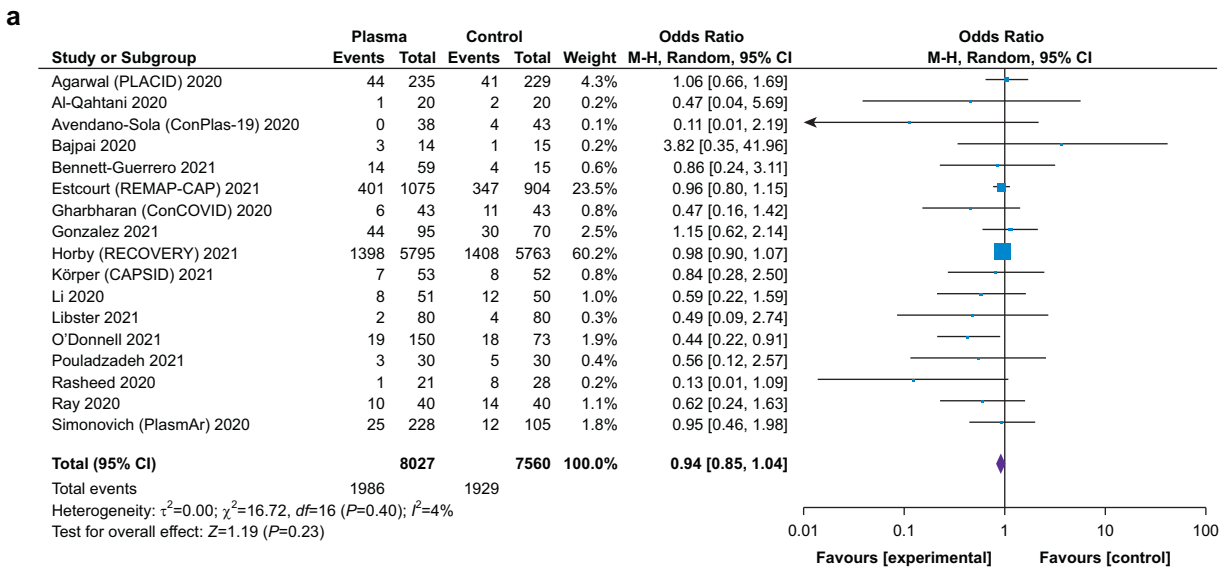 a
Plasma Control Odds Ratio Odds Ratio
Study or Subgroup Events Total Events Total Weight M-H, Random, 95% CI M-H, Random, 95% CI
Agarwal (PLACID) 2020 44 235 41 229 4.3% 1.06 [0.66, 1.69]
Al-Qahtani 2020 1 20 2 20 0.2% 0.47 [0.04, 5.69]
Avendano-Sola (ConPlas-19) 2020 0 38 4 43 0.1% 0.11 [0.01, 2.19]
Bajpai 2020 3 14 1 15 0.2% 3.82 [0.35, 41.96]
Bennett-Guerrero 2021 14 59 4 15 0.6% 0.86 [0.24, 3.11]
Estcourt (REMAP-CAP) 2021 401 1075 347 904 23.5% 0.96 [0.80, 1.15]
Gharbharan (ConCOVID) 2020 6 43 11 43 0.8% 0.47 [0.16, 1.42]
Gonzalez 2021 44 95 30 70 2.5% 1.15 [0.62, 2.14]
Horby (RECOVERY) 2021 1398 5795 1408 5763 60.2% 0.98 [0.90, 1.07]
Körper (CAPSID) 2021 7 53 8 52 0.8% 0.84 [0.28, 2.50]
Li 2020 8 51 12 50 1.0% 0.59 [0.22, 1.59]
Libster 2021 2 80 4 80 0.3% 0.49 [0.09, 2.74]
O'Donnell 2021 19 150 18 73 1.9% 0.44 [0.22, 0.91]
Pouladzadeh 2021 3 30 5 30 0.4% 0.56 [0.12, 2.57]
Rasheed 2020 1 21 8 28 0.2% 0.13 [0.01, 1.09]
Ray 2020 10 40 14 40 1.1% 0.62 [0.24, 1.63]
Simonovich (PlasmAr) 2020 25 228 12 105 1.8% 0.95 [0.46, 1.98]
Total (95% CI) 8027 7560 100.0% 0.94 [0.85, 1.04]
Total events 1986 1929
Heterogeneity: τ²=0.00; χ²=16.72, df=16 (P=0.40); I²=4%
Test for overall effect: Z=1.19 (P=0.23)
0.01 0.1 1 10 100
Favours [experimental] Favours [control]